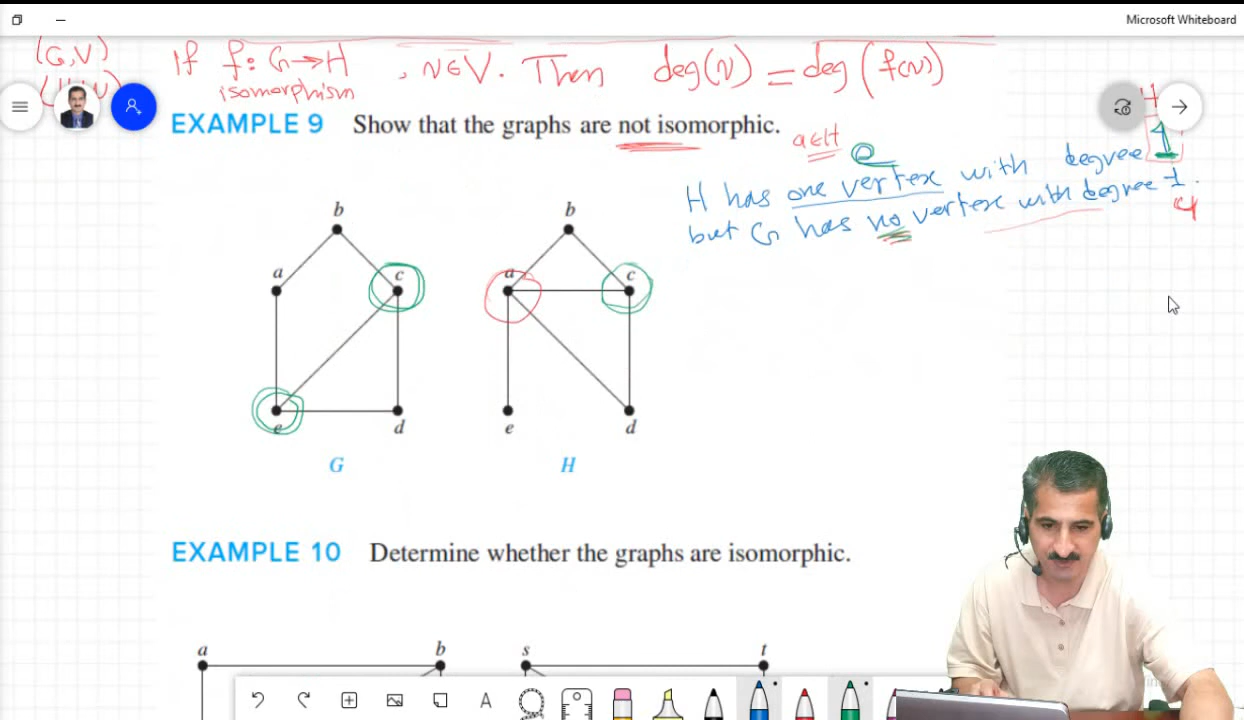 Microsoft Whiteboard
(G,V) If f: G→H , v∈V. Then deg(v) = deg(f(v))
isomorphism
EXAMPLE 9 Show that the graphs are not isomorphic.
a∈H e
H has one vertex with degree 1
but G has no vertex with degree 1.
4
b
a
c
e
d
G
b
a
c
e
d
H
EXAMPLE 10 Determine whether the graphs are isomorphic.
a
b
s
t
A